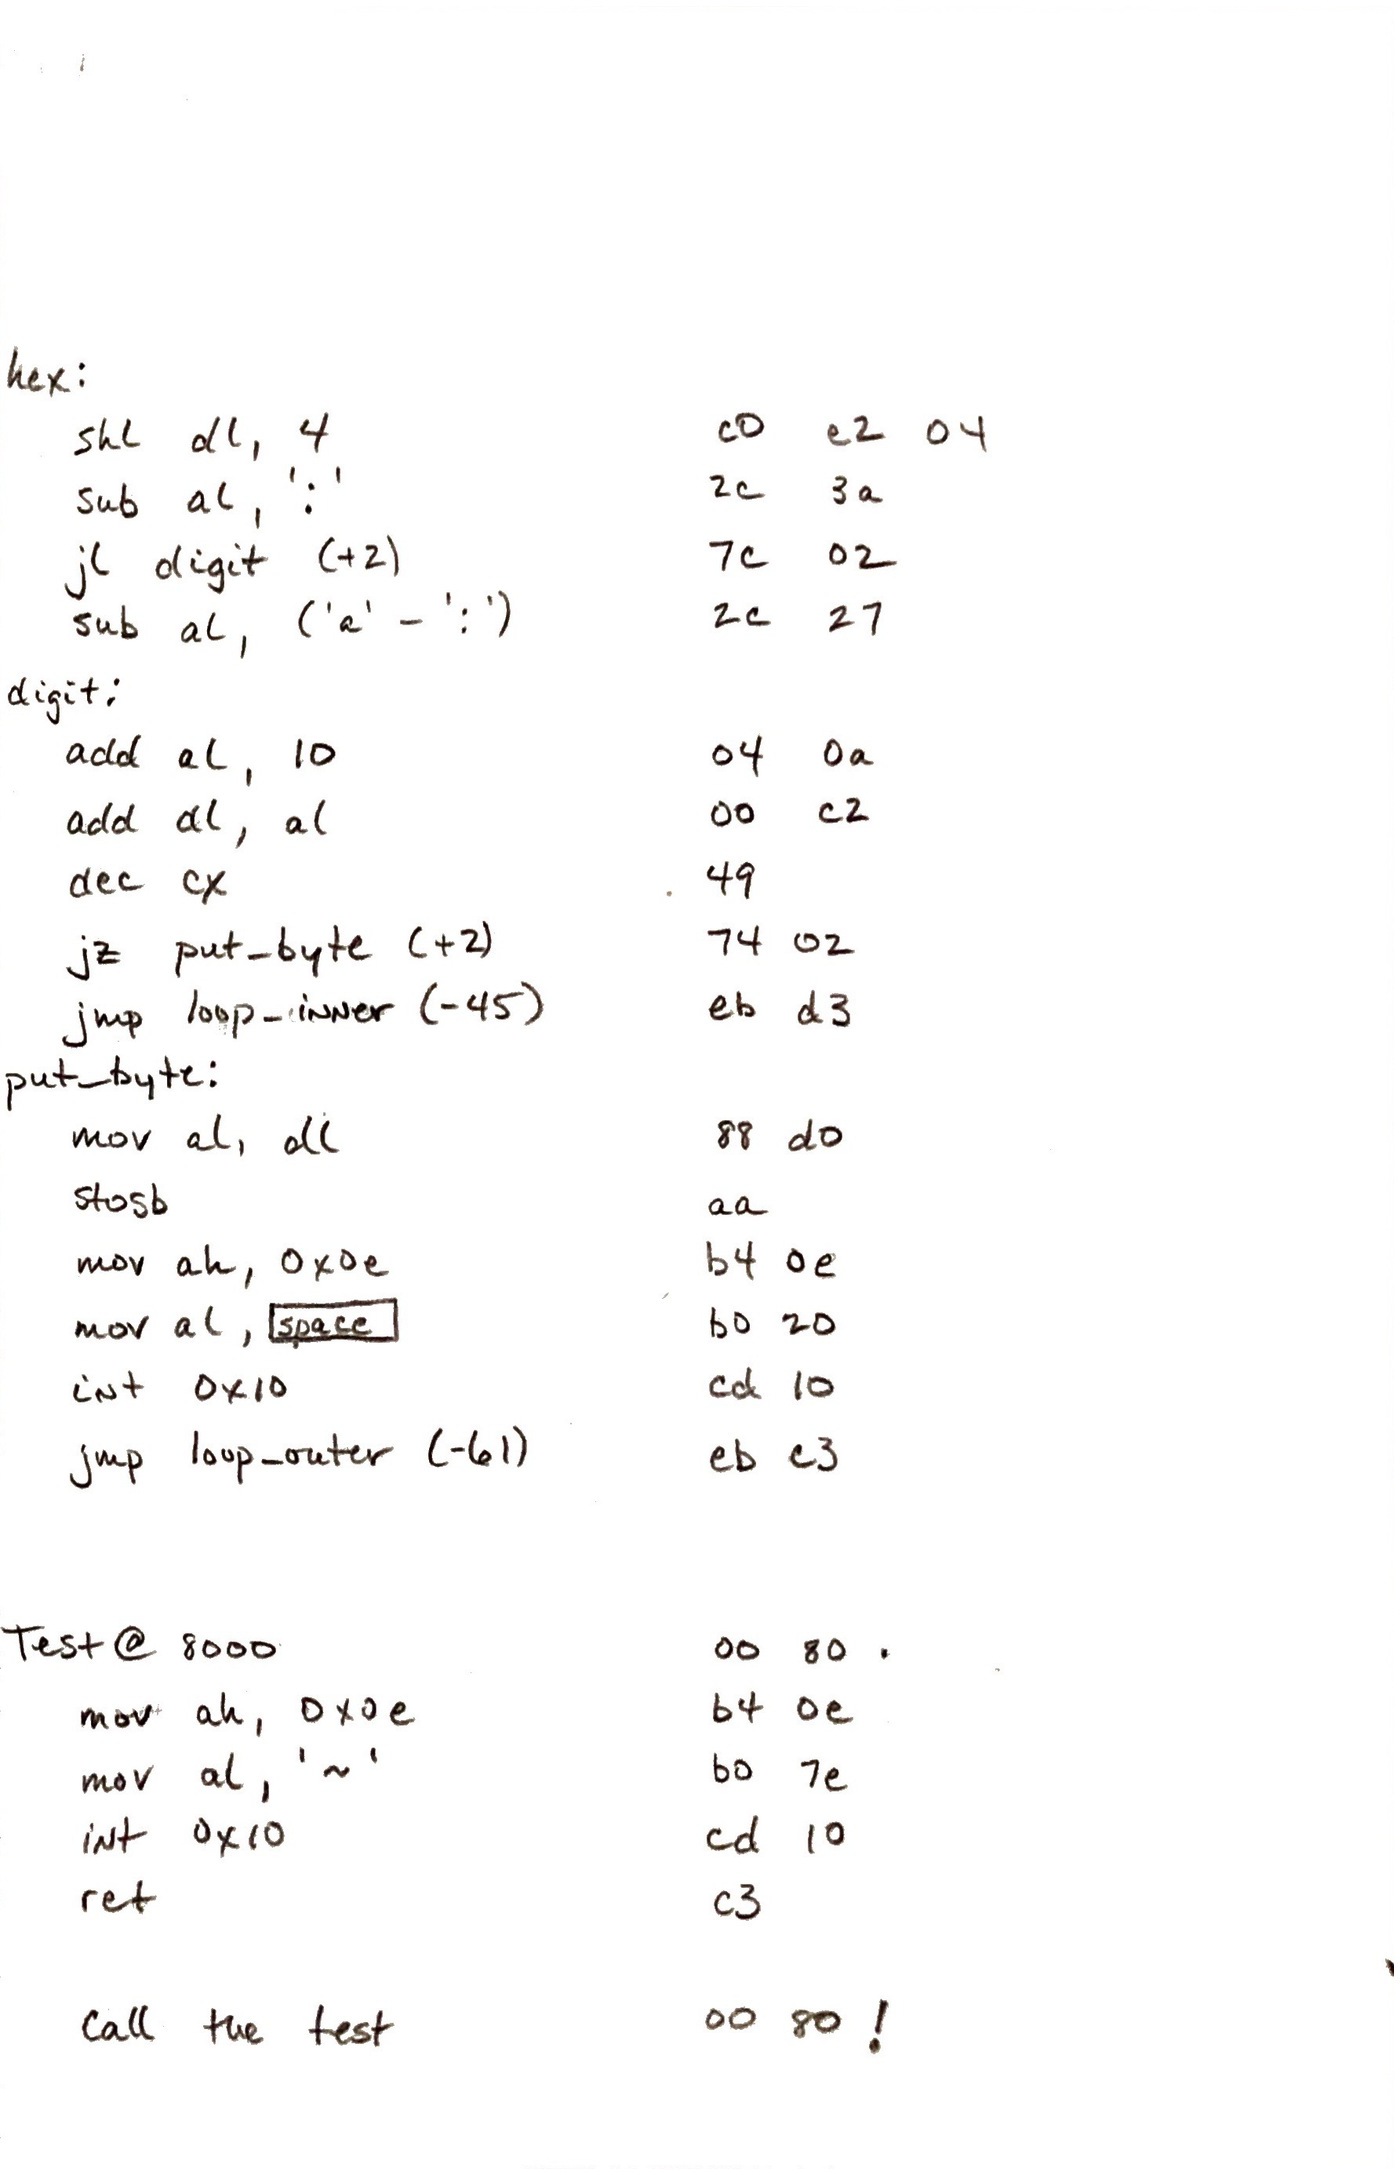 hex:
shl dl, 4 c0 e2 04
sub al, ':' 2c 3a
jl digit (+2) 7c 02
sub al, ('a' - ':') 2c 27
digit:
add al, 10 04 0a
add dl, al 00 c2
dec cx 49
jz put_byte (+2) 74 02
jmp loop_inner (-45) eb d3
put_byte:
mov al, dl 88 d0
stosb aa
mov ah, 0x0e b4 0e
mov al, space b0 20
int 0x10 cd 10
jmp loop_outer (-61) eb c3
Test@ 8000 00 80 .
mov ah, 0x0e b4 0e
mov al, '~' b0 7e
int 0x10 cd 10
ret c3
Call the test 00 80 !